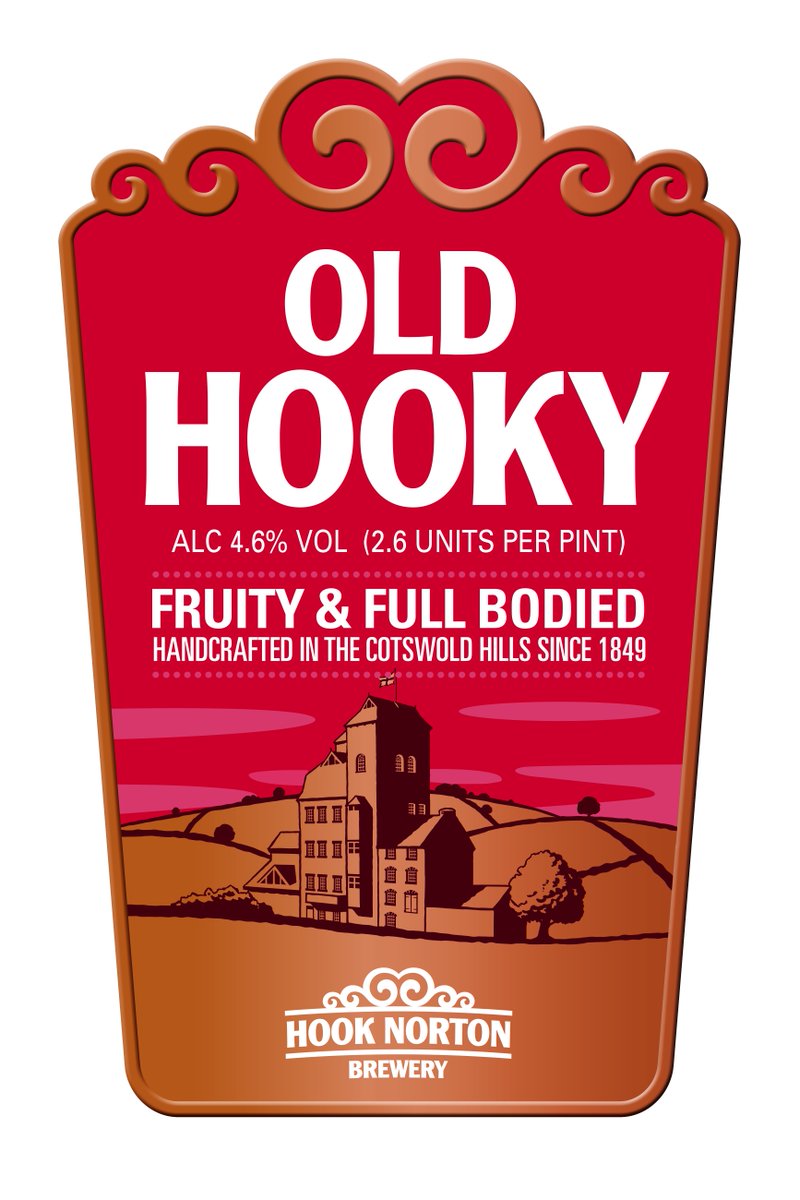 OLD
HOOKY
ALC 4.6% VOL (2.6 UNITS PER PINT)
FRUITY & FULL BODIED
HANDCRAFTED IN THE COTSWOLD HILLS SINCE 1849
HOOK NORTON
BREWERY